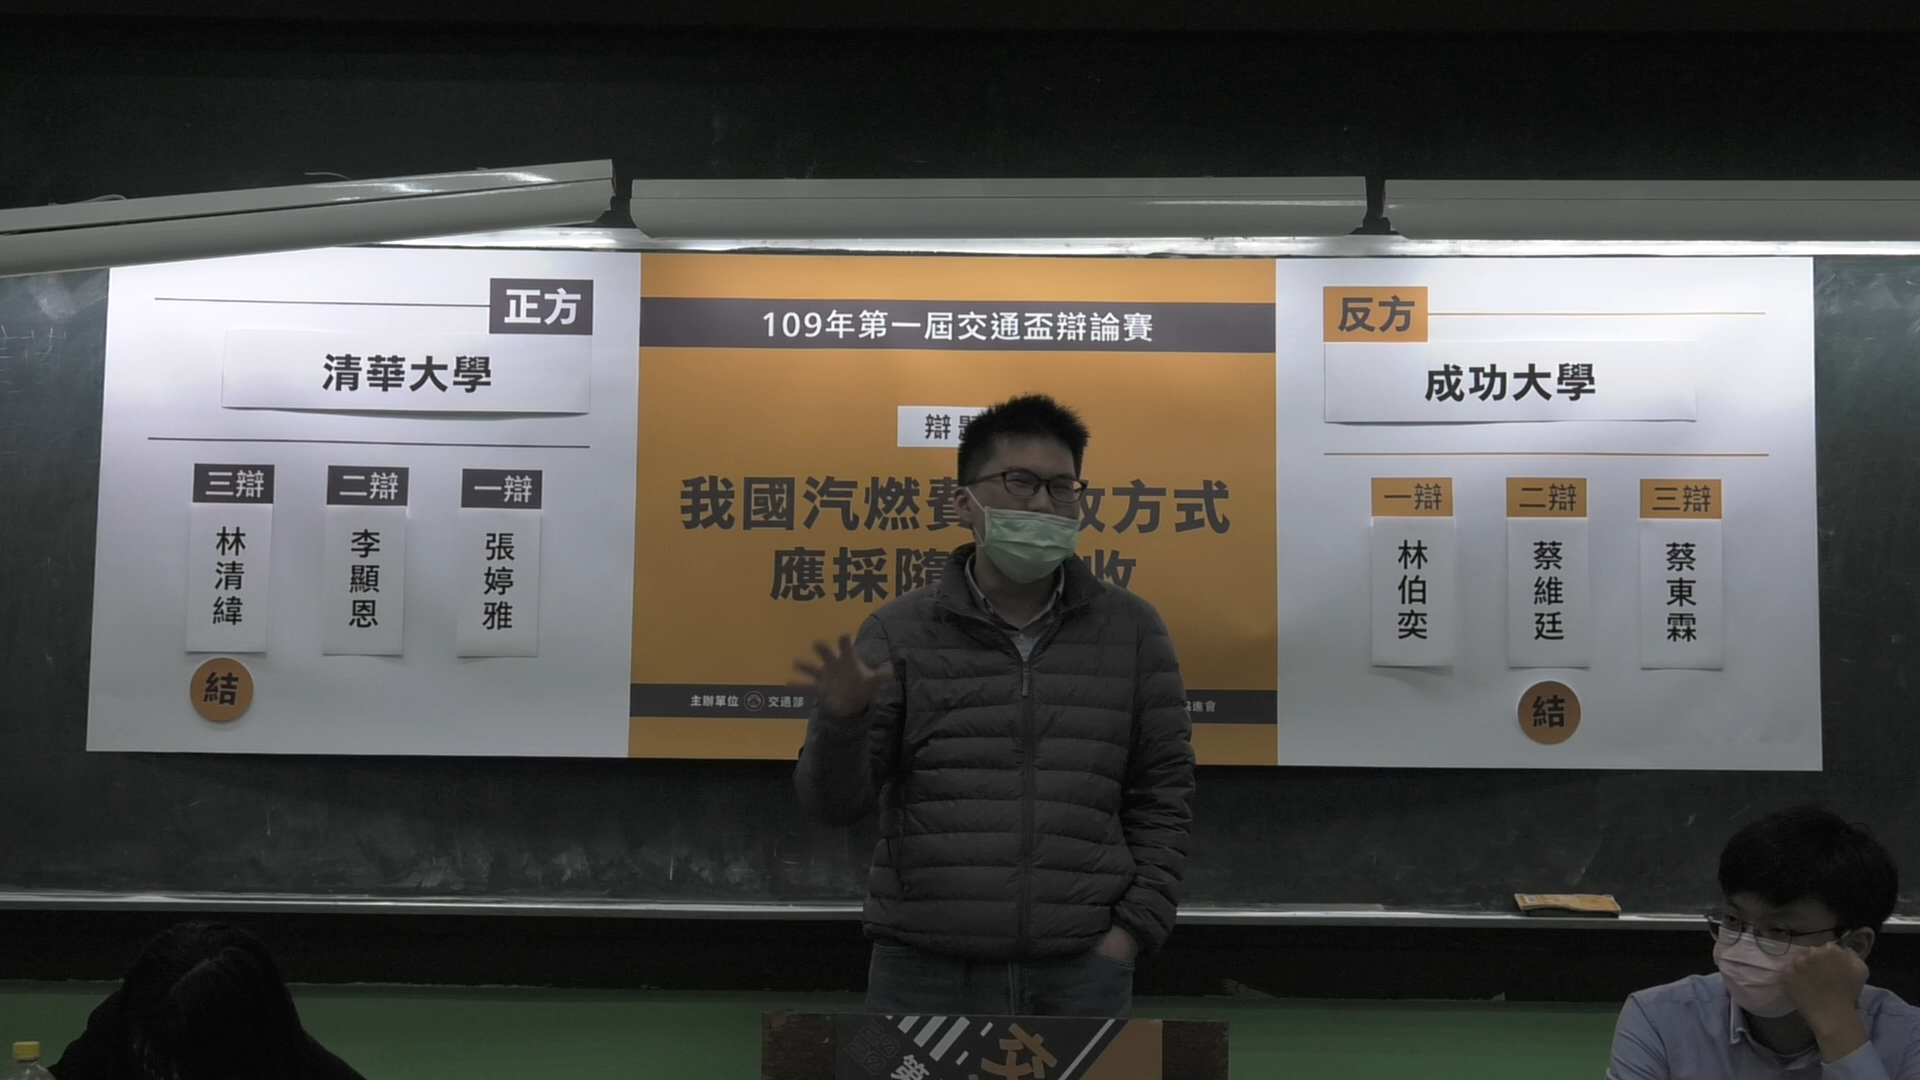 正方
清華大學
三辯
林清緯
結
二辯
李顯恩
一辯
張婷雅
109年第一屆交通盃辯論賽
辯
我國汽燃費 方式
應採隨 收
主辦單位 交通部
進會
反方
成功大學
一辯
林伯奕
二辯
蔡維廷
結
三辯
蔡東霖
交
第